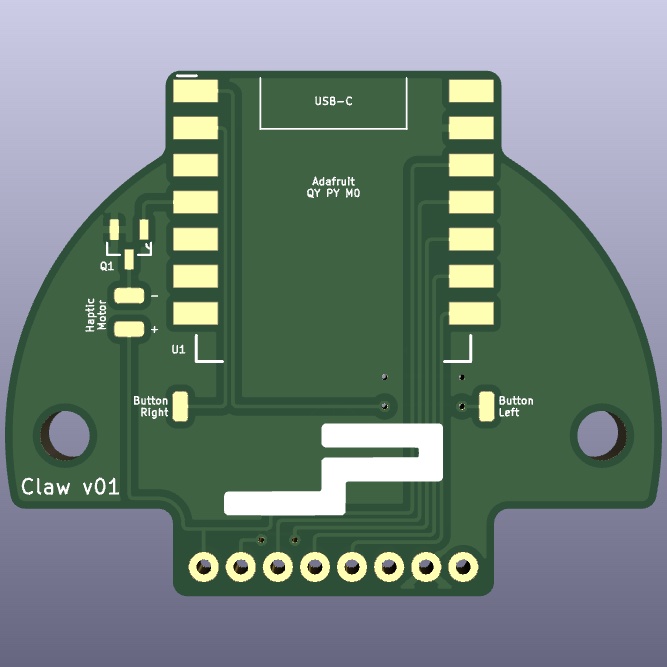 USB-C
Adafruit
QY PY M0
Q1
Haptic
Motor
-
+
U1
Button
Right
Button
Left
Claw v01